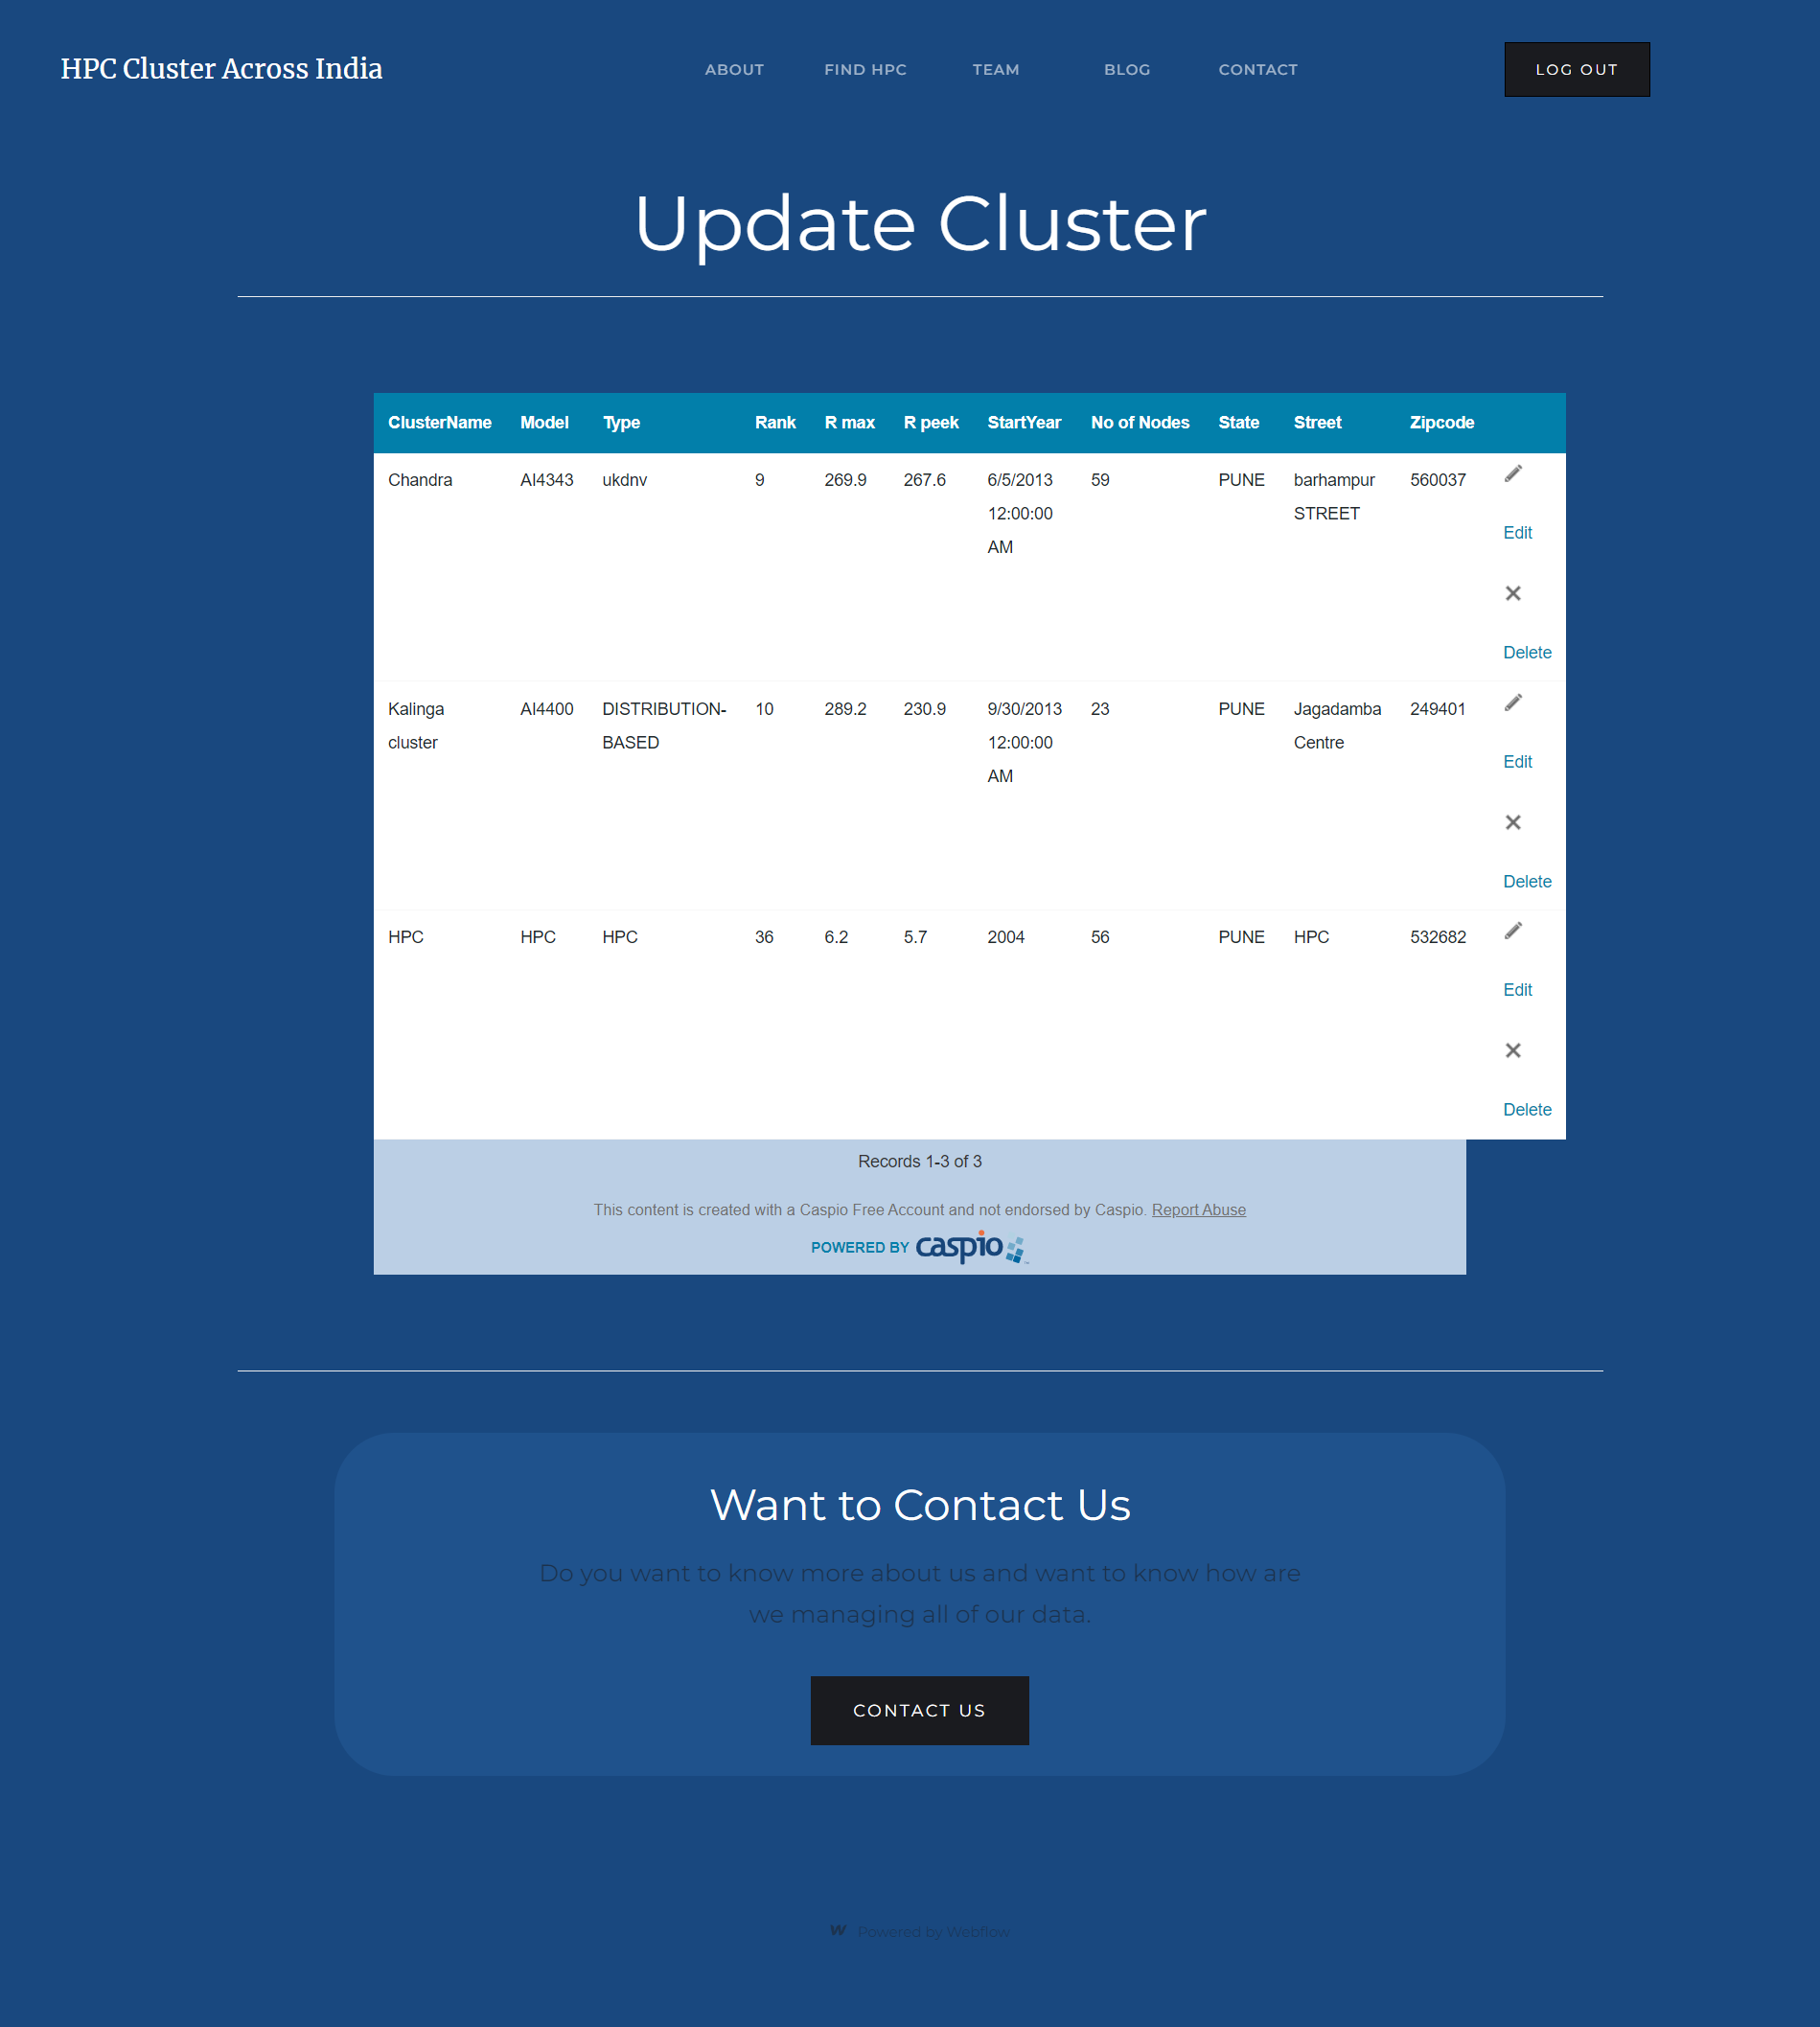 HPC Cluster Across India
ABOUT FIND HPC TEAM BLOG CONTACT LOG OUT
Update Cluster
ClusterName Model Type Rank R max R peek StartYear No of Nodes State Street Zipcode
Chandra AI4343 ukdnv 9 269.9 267.6 6/5/2013 59 PUNE barhampur 560037
12:00:00 STREET
Edit
AM
Delete
Kalinga AI4400 DISTRIBUTION- 10 289.2 230.9 9/30/2013 23 PUNE Jagadamba 249401
cluster BASED 12:00:00 Centre
Edit
AM
Delete
HPC HPC HPC 36 6.2 5.7 2004 56 PUNE HPC 532682
Edit
Delete
Records 1-3 of 3
This content is created with a Caspio Free Account and not endorsed by Caspio. Report Abuse
POWERED BY caspio
Want to Contact Us
Do you want to know more about us and want to know how are
we managing all of our data.
CONTACT US
Powered by Webflow